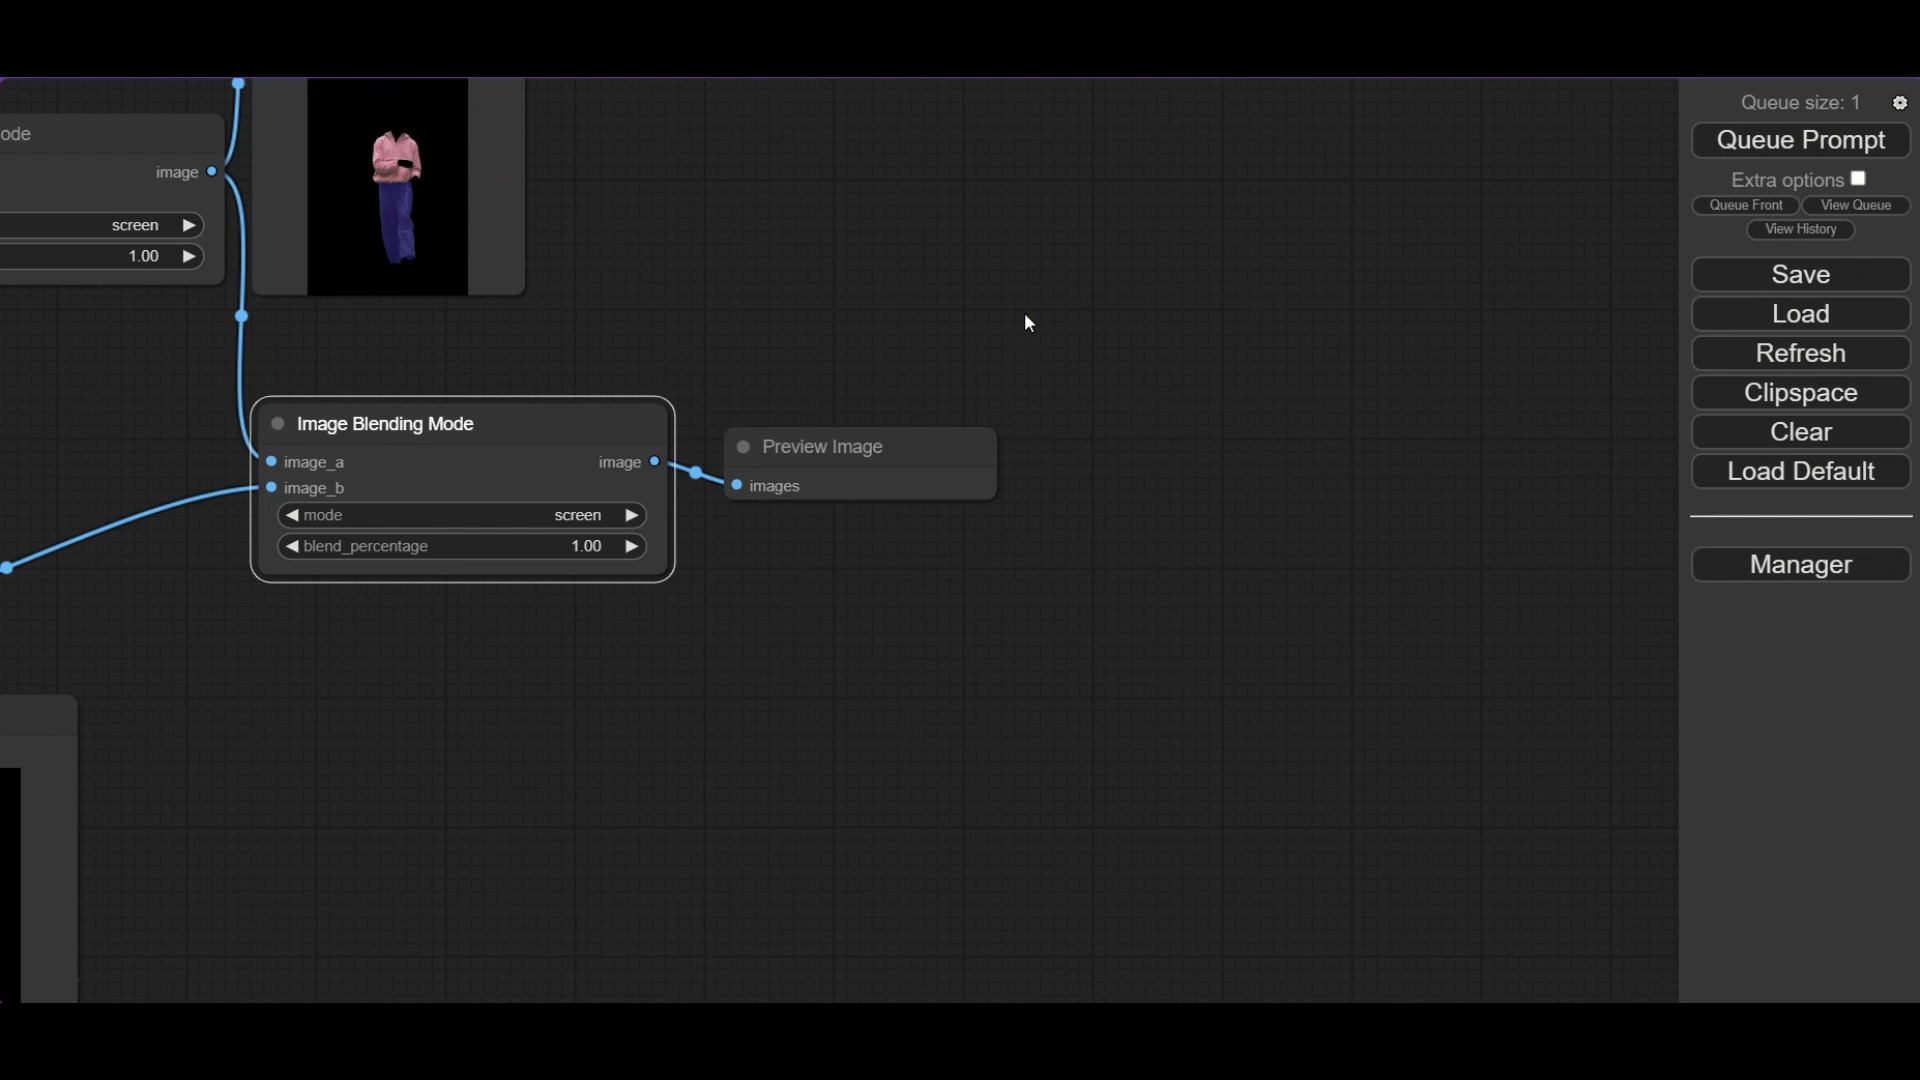 ode
image
screen
1.00
Image Blending Mode
image_a
image
image_b
mode screen
blend_percentage 1.00
Preview Image
images
Queue size: 1
Queue Prompt
Extra options
Queue Front View Queue
View History
Save
Load
Refresh
Clipspace
Clear
Load Default
Manager